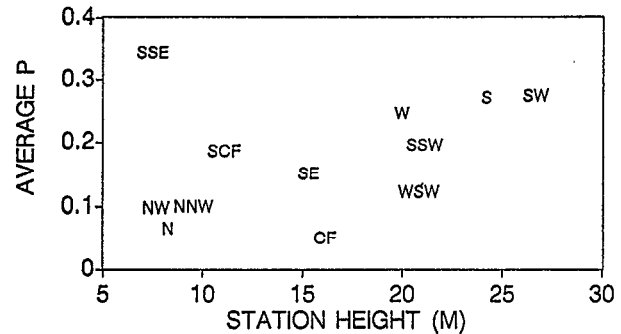 0.4
SSE
0.3
S SW
W
0.2
SCF SSW
SE
WSW
0.1
NW NNW
N
CF
0
5 10 15 20 25 30
AVERAGE P
STATION HEIGHT (M)